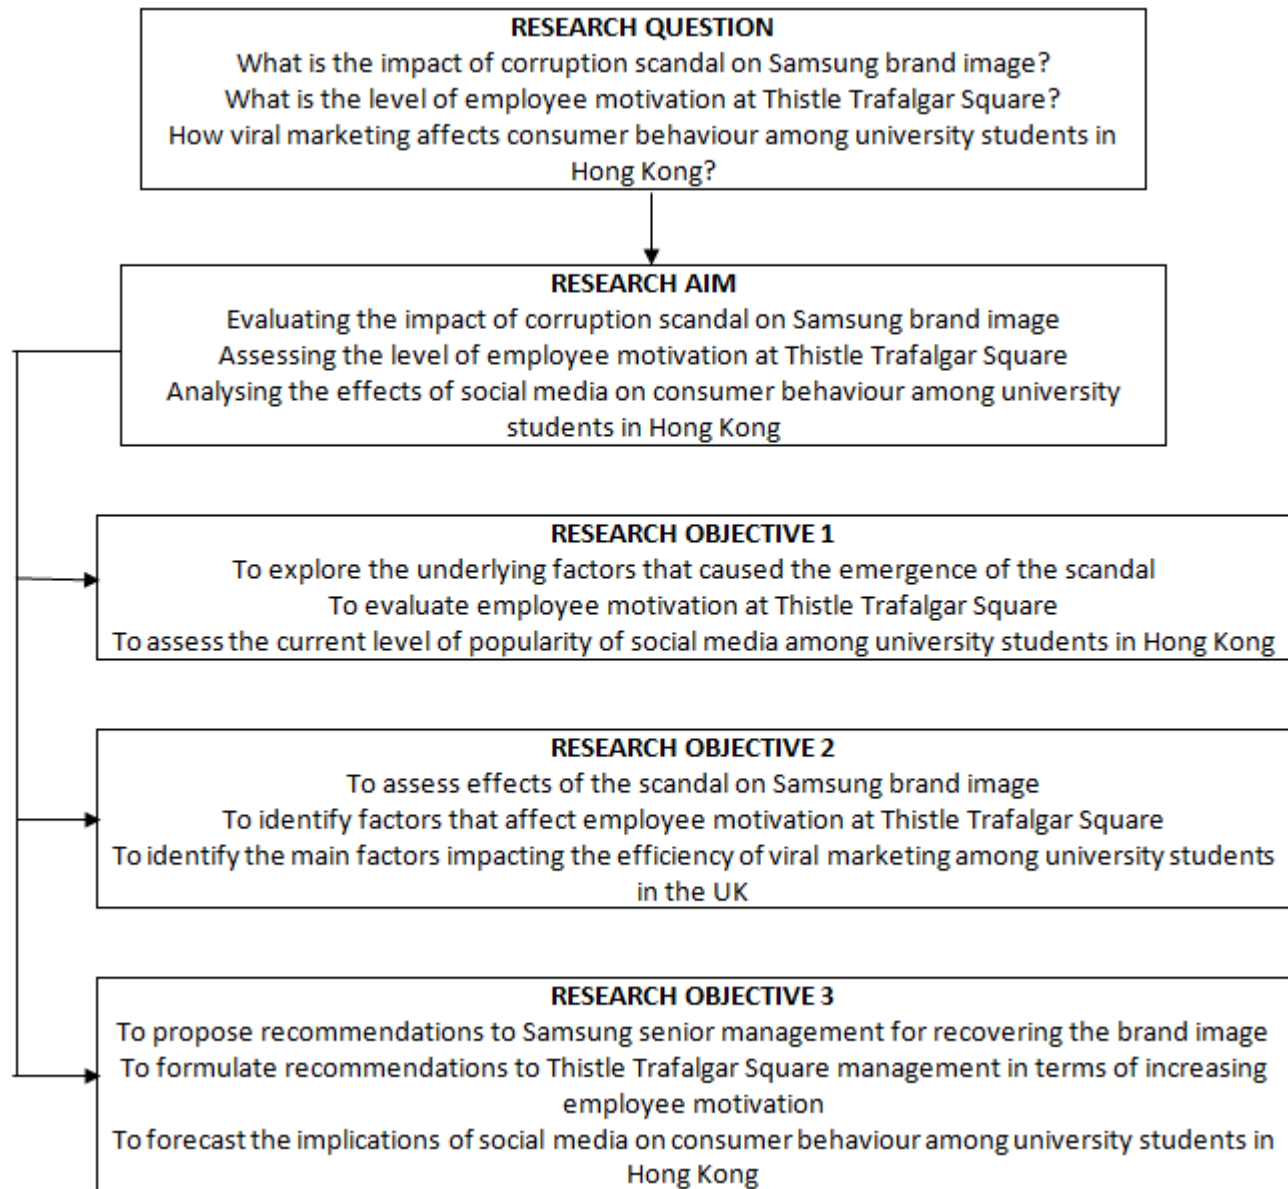 RESEARCH QUESTION
What is the impact of corruption scandal on Samsung brand image?
What is the level of employee motivation at Thistle Trafalgar Square?
How viral marketing affects consumer behaviour among university students in
Hong Kong?
RESEARCH AIM
Evaluating the impact of corruption scandal on Samsung brand image
Assessing the level of employee motivation at Thistle Trafalgar Square
Analysing the effects of social media on consumer behaviour among university
students in Hong Kong
RESEARCH OBJECTIVE 1
To explore the underlying factors that caused the emergence of the scandal
To evaluate employee motivation at Thistle Trafalgar Square
To assess the current level of popularity of social media among university students in Hong Kong
RESEARCH OBJECTIVE 2
To assess effects of the scandal on Samsung brand image
To identify factors that affect employee motivation at Thistle Trafalgar Square
To identify the main factors impacting the efficiency of viral marketing among university students
in the UK
RESEARCH OBJECTIVE 3
To propose recommendations to Samsung senior management for recovering the brand image
To formulate recommendations to Thistle Trafalgar Square management in terms of increasing
employee motivation
To forecast the implications of social media on consumer behaviour among university students in
Hong Kong